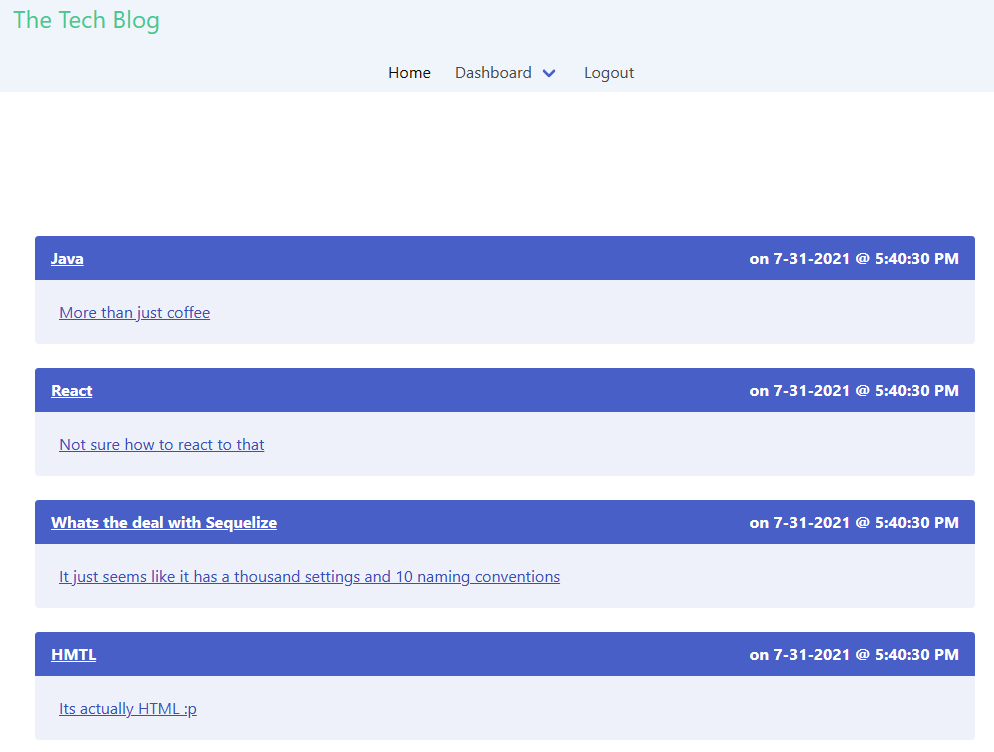 The Tech Blog
Home Dashboard Logout
Java on 7-31-2021 @ 5:40:30 PM
More than just coffee
React on 7-31-2021 @ 5:40:30 PM
Not sure how to react to that
Whats the deal with Sequelize on 7-31-2021 @ 5:40:30 PM
It just seems like it has a thousand settings and 10 naming conventions
HMTL on 7-31-2021 @ 5:40:30 PM
Its actually HTML :p